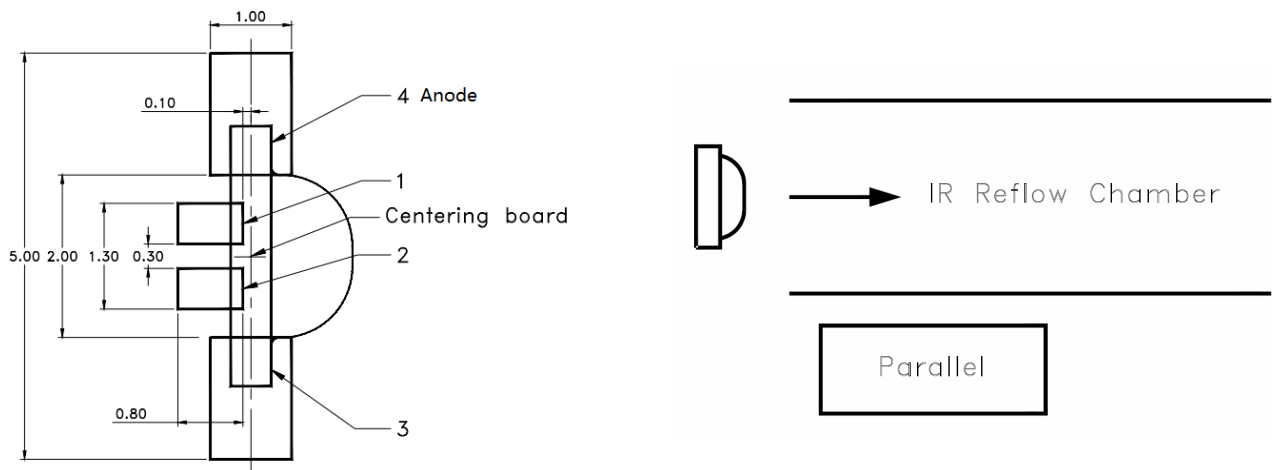 1.00
0.10
4 Anode
1
Centering board
5.00 2.00 1.30 0.30
2
0.80
3
IR Reflow Chamber
Parallel